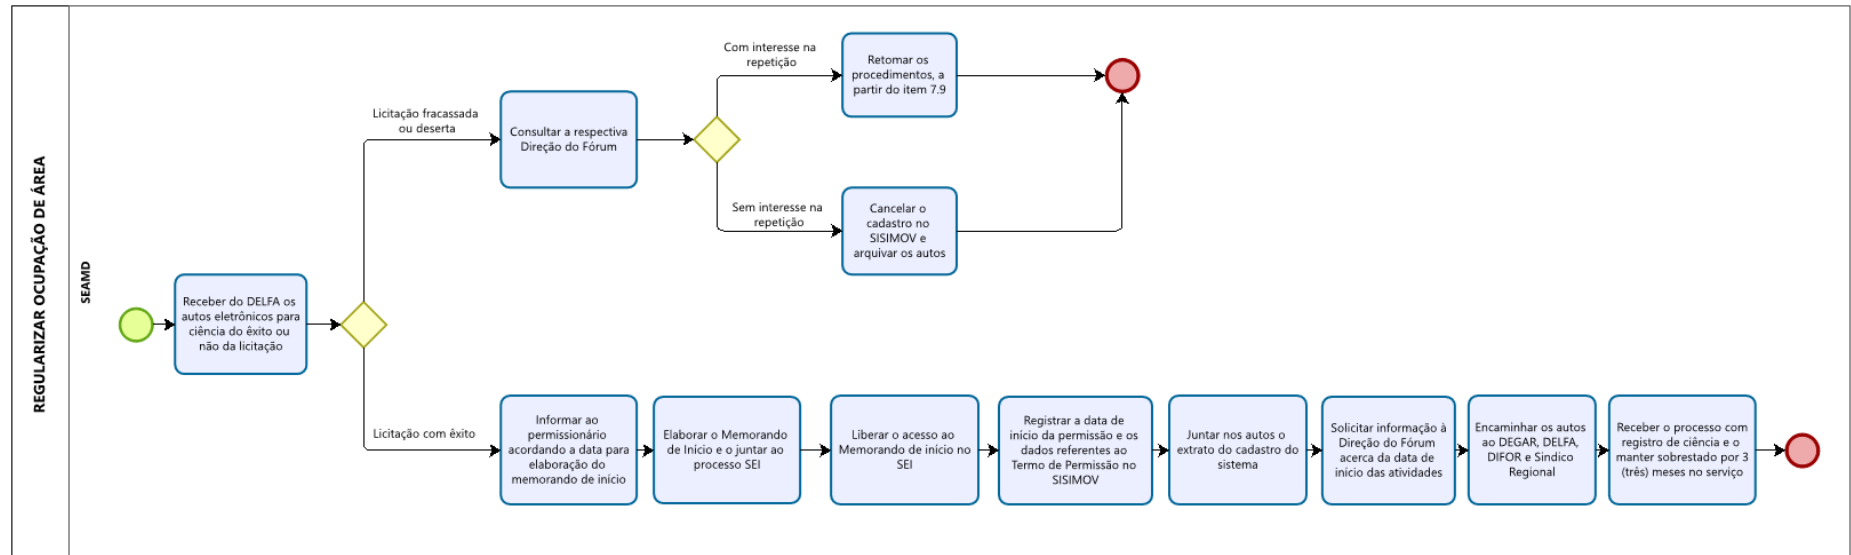 REGULARIZAR OCUPAÇÃO DE ÁREA
SEAMD
Receber do DELFA os
autos eletrônicos para
ciência do êxito ou
não da licitação
Licitação fracassada
ou deserta
Consultar a respectiva
Direção do Fórum
Com interesse na
repetição
Retomar os
procedimentos, a
partir do item 7.9
Sem interesse na
repetição
Cancelar o
cadastro no
SISIMOV e
arquivar os autos
Licitação com êxito
Informar ao
permissionário
acordando a data para
elaboração do
memorando de início
Elaborar o Memorando
de Início e o juntar ao
processo SEI
Liberar o acesso ao
Memorando de início no
SEI
Registrar a data de
início da permissão e os
dados referentes ao
Termo de Permissão no
SISIMOV
Juntar nos autos o
extrato do cadastro do
sistema
Solicitar informação à
Direção do Fórum
acerca da data de
início das atividades
Encaminhar os autos
ao DEGAR, DELFA,
DIFOR e Sindico
Regional
Receber o processo com
registro de ciência e o
manter sobrestado por 3
(três) meses no serviço